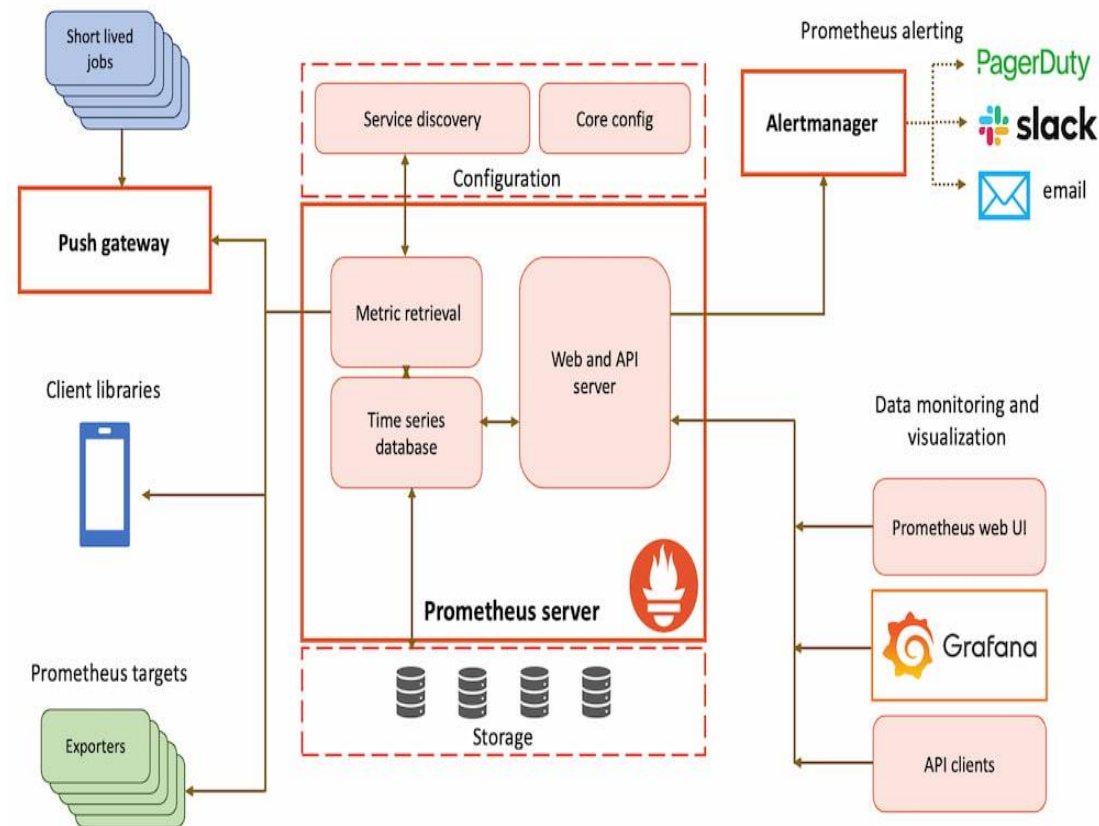 Short lived
jobs
Prometheus alerting
PagerDuty
slack
email
Alertmanager
Service discovery
Core config
Configuration
Push gateway
Metric retrieval
Web and API
server
Time series
database
Client libraries
Data monitoring and
visualization
Prometheus web UI
Grafana
API clients
Prometheus server
Prometheus targets
Exporters
Storage